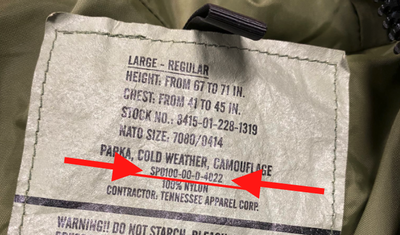 LARGE - REGULAR
HEIGHT: FROM 67 TO 71 IN.
CHEST: FROM 41 TO 45 IN.
STOCK NO.: 8415-01-228-1319
NATO SIZE: 7080/0414
PARKA, COLD WEATHER, CAMOUFLAGE
SP0100-00-D-4022
100% NYLON
CONTRACTOR: TENNESSEE APPAREL CORP.
WARNING!! DO NOT STARCH, BLEACH